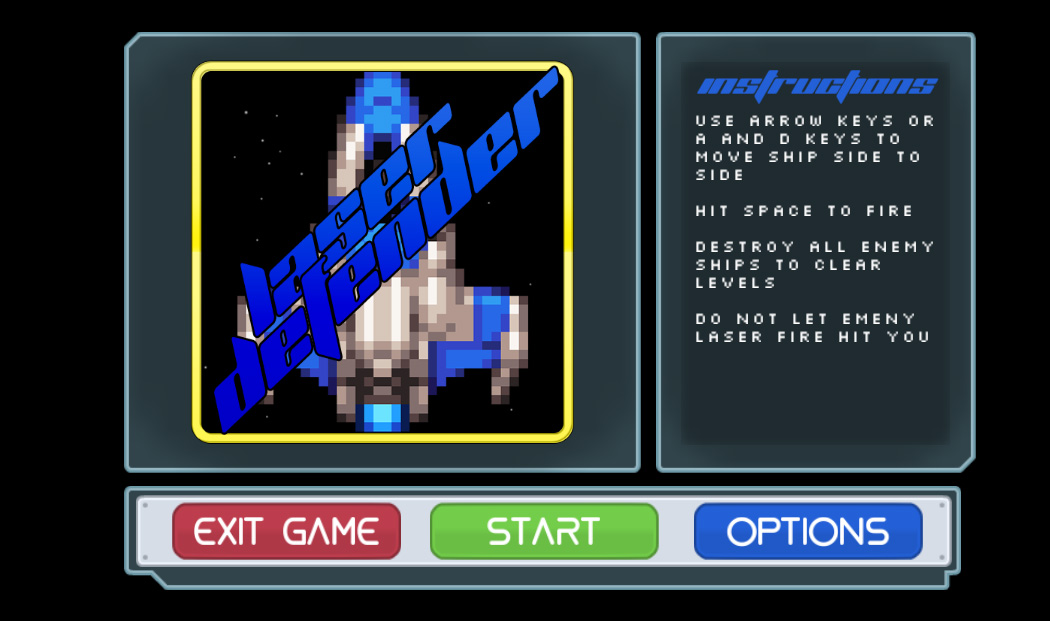 laser
defender
instructions
USE ARROW KEYS OR
A AND D KEYS TO
MOVE SHIP SIDE TO
SIDE
HIT SPACE TO FIRE
DESTROY ALL ENEMY
SHIPS TO CLEAR
LEVELS
DO NOT LET EMENY
LASER FIRE HIT YOU
EXIT GAME
START
OPTIONS